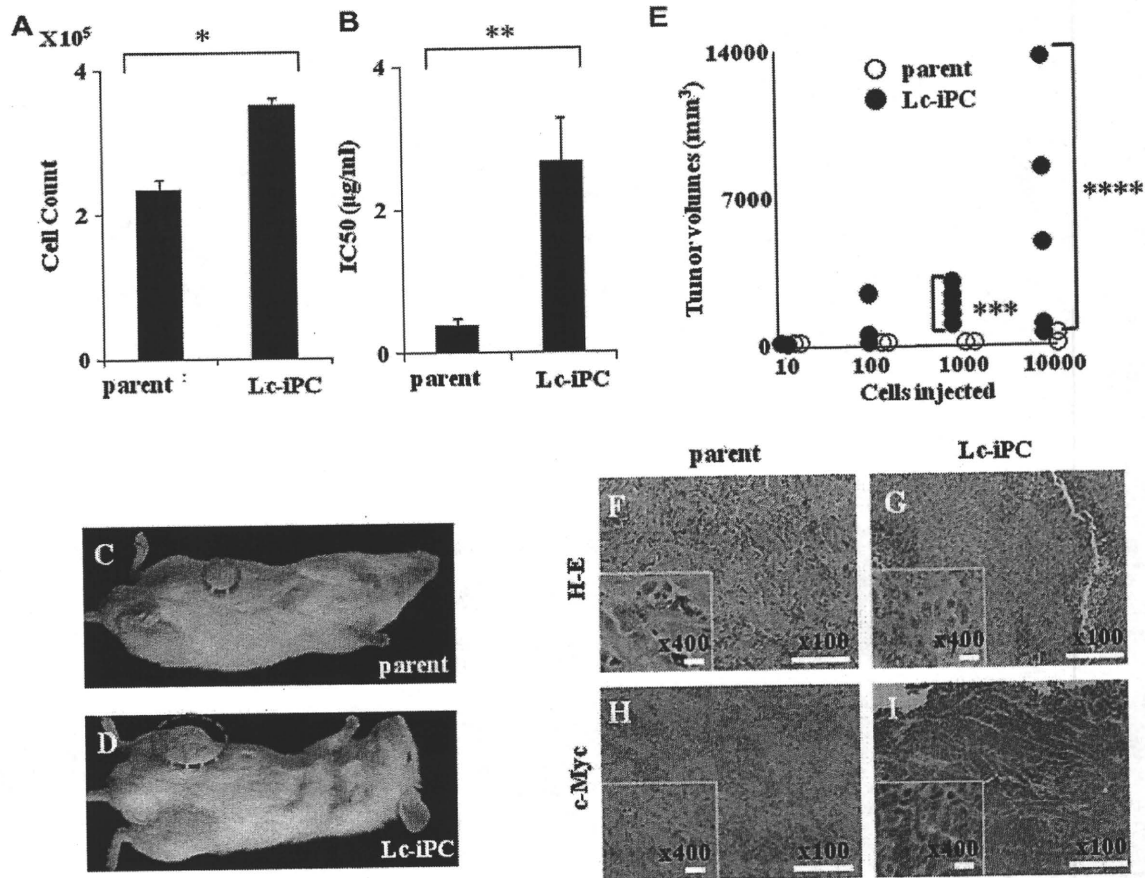 A
X10⁵
*
4
2
0
Cell Count
parent
Lc-iPC
B
**
4
2
0
IC50 (µg/ml)
parent
Lc-iPC
E
14000
7000
0
Tumor volumes (mm³)
parent
Lc-iPC
***
****
10 100 1000 10000
Cells injected
C
parent
D
Lc-iPC
parent
Lc-iPC
H-E
F
x400
x100
G
x400
x100
c-Myc
H
x400
x100
I
x400
x100